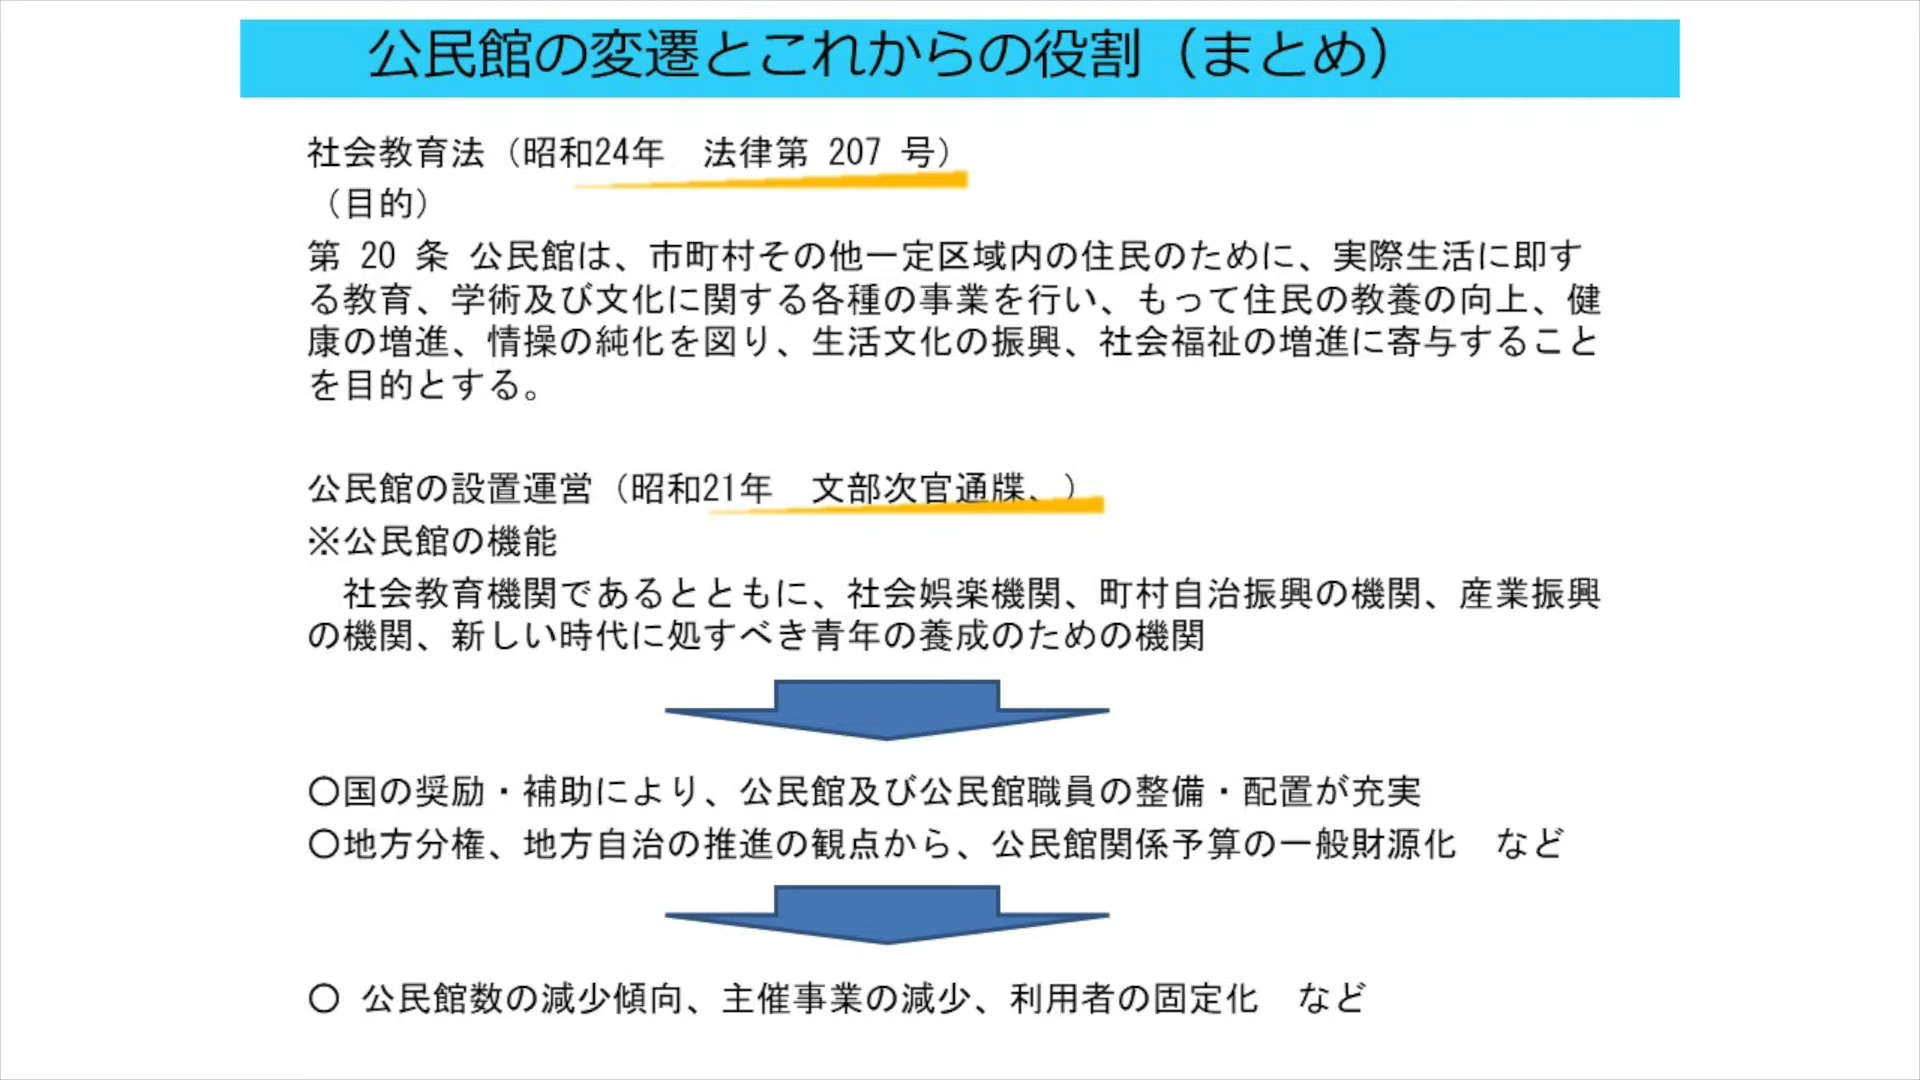 公民館の変遷とこれからの役割（まとめ）
社会教育法（昭和24年　法律第 207 号）
（目的）
第 20 条 公民館は、市町村その他一定区域内の住民のために、実際生活に即す
る教育、学術及び文化に関する各種の事業を行い、もって住民の教養の向上、健
康の増進、情操の純化を図り、生活文化の振興、社会福祉の増進に寄与すること
を目的とする。
公民館の設置運営（昭和21年　文部次官通牒、）
※公民館の機能
　社会教育機関であるとともに、社会娯楽機関、町村自治振興の機関、産業振興
の機関、新しい時代に処すべき青年の養成のための機関
〇国の奨励・補助により、公民館及び公民館職員の整備・配置が充実
〇地方分権、地方自治の推進の観点から、公民館関係予算の一般財源化　など
〇 公民館数の減少傾向、主催事業の減少、利用者の固定化　など